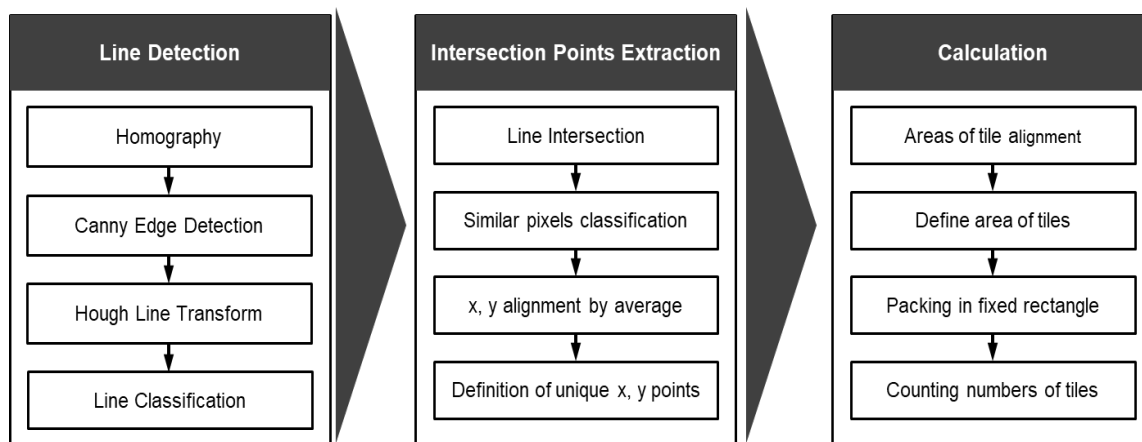 Line Detection
Homography
Canny Edge Detection
Hough Line Transform
Line Classification
Intersection Points Extraction
Line Intersection
Similar pixels classification
x, y alignment by average
Definition of unique x, y points
Calculation
Areas of tile alignment
Define area of tiles
Packing in fixed rectangle
Counting numbers of tiles